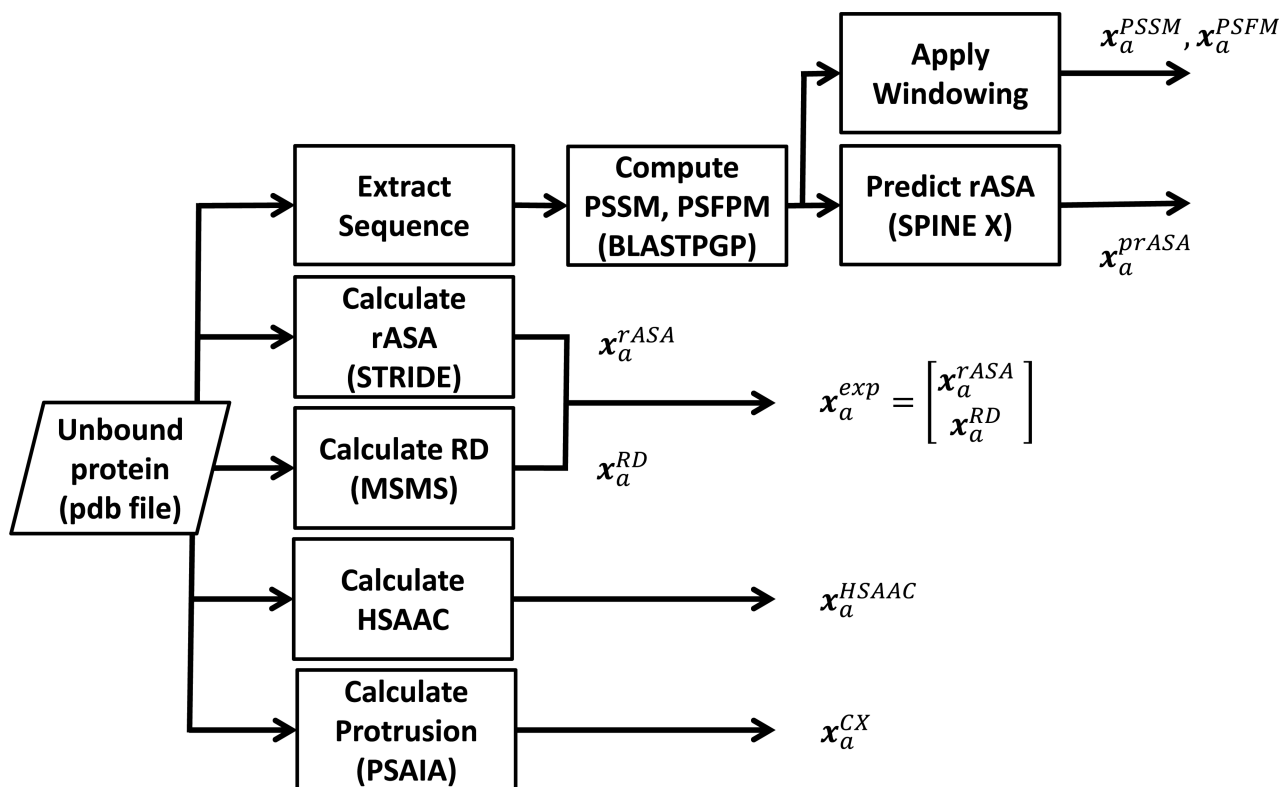 Apply
Windowing
x_a^{PSSM}, x_a^{PSFM}
Extract
Sequence
Compute
PSSM, PSFPM
(BLASTPGP)
Predict rASA
(SPINE X)
x_a^{prASA}
Calculate
rASA
(STRIDE)
x_a^{rASA}
x_a^{exp} = [x_a^{rASA}
x_a^{RD}]
Unbound
protein
(pdb file)
Calculate RD
(MSMS)
x_a^{RD}
Calculate
HSAAC
x_a^{HSAAC}
Calculate
Protrusion
(PSAIA)
x_a^{CX}